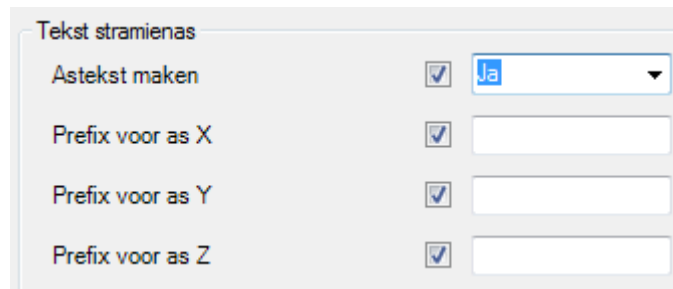 Tekst stramienas
Astekst maken Ja
Prefix voor as X
Prefix voor as Y
Prefix voor as Z